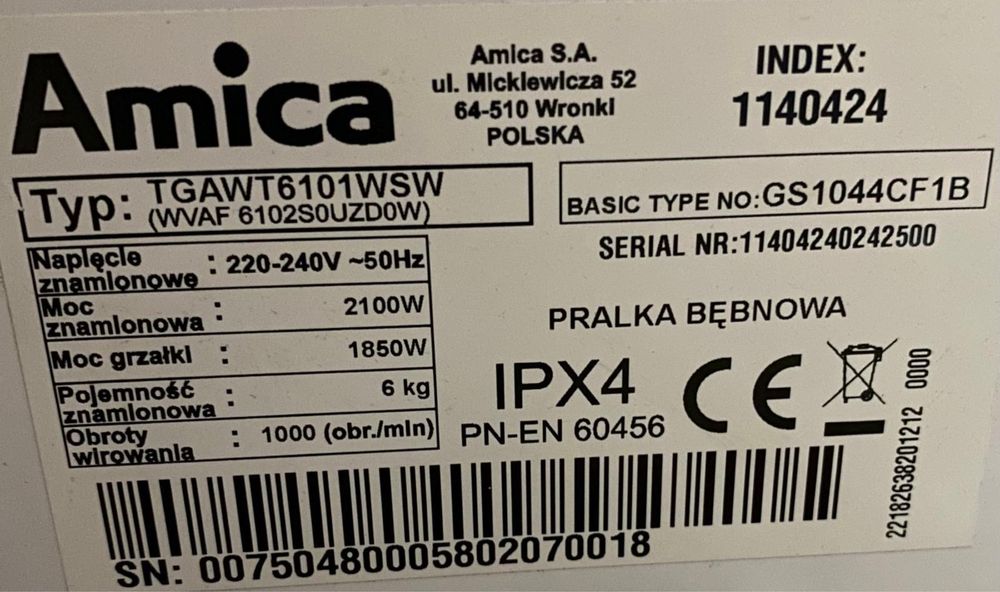 Amica
Amica S.A.
ul. Mickiewicza 52
64-510 Wronki
POLSKA
INDEX:
1140424
Typ: TGAWT6101WSW
(WVAF 6102S0UZD0W)
BASIC TYPE NO:GS1044CF1B
SERIAL NR:11404240242500
Napięcie znamionowe : 220-240V ~50Hz
Moc znamionowa : 2100W
Moc grzałki : 1850W
Pojemność znamionowa : 6 kg
Obroty wirowania : 1000 (obr./min)
PRALKA BĘBNOWA
IPX4
PN-EN 60456
CE
22182638201212 0000
SN: 00750480005802070018